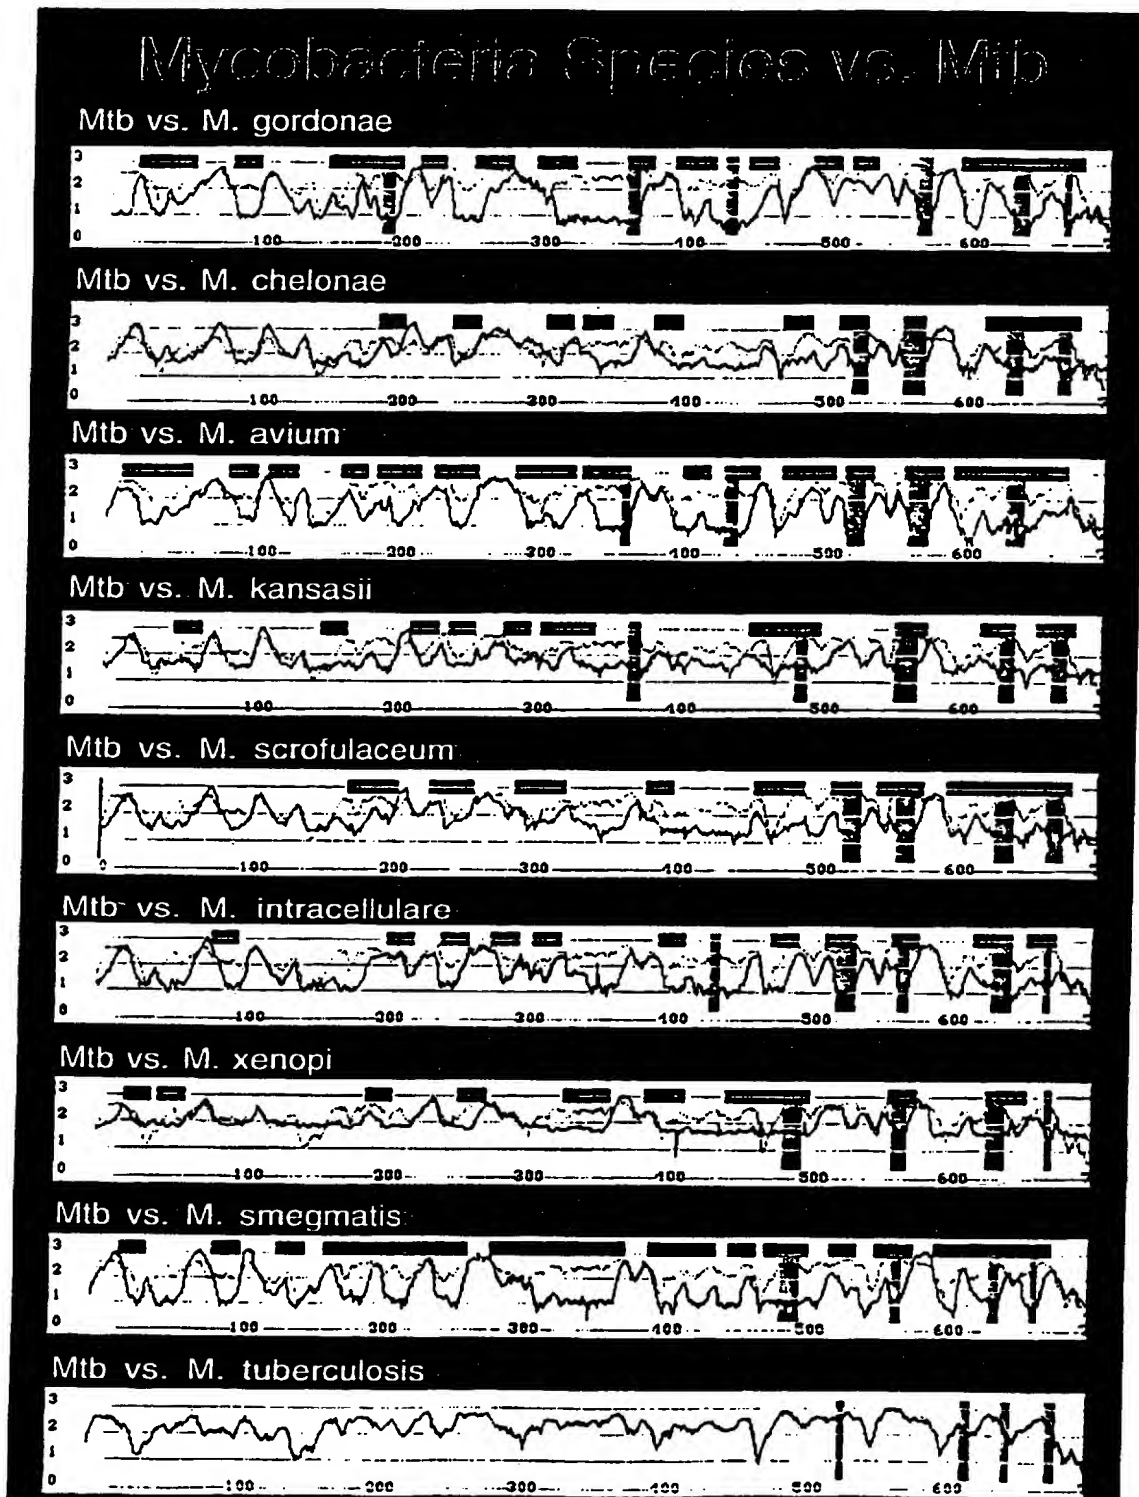 Mycobacteria Species vs. Mtb
Mtb vs. M. gordonae
3
2
1
0
100 200 300 400 500 600
Mtb vs. M. chelonae
3
2
1
0
100 200 300 400 500 600
Mtb vs. M. avium
3
2
1
0
100 200 300 400 500 600
Mtb vs. M. kansasii
3
2
1
0
100 200 300 400 500 600
Mtb vs. M. scrofulaceum
3
2
1
0
0 100 200 300 400 500 600
Mtb vs. M. intracellulare
3
2
1
0
100 200 300 400 500 600
Mtb vs. M. xenopi
3
2
1
0
100 200 300 400 500 600
Mtb vs. M. smegmatis
3
2
1
0
100 200 300 400 500 600
Mtb vs. M. tuberculosis
3
2
1
0
100 200 300 400 500 600